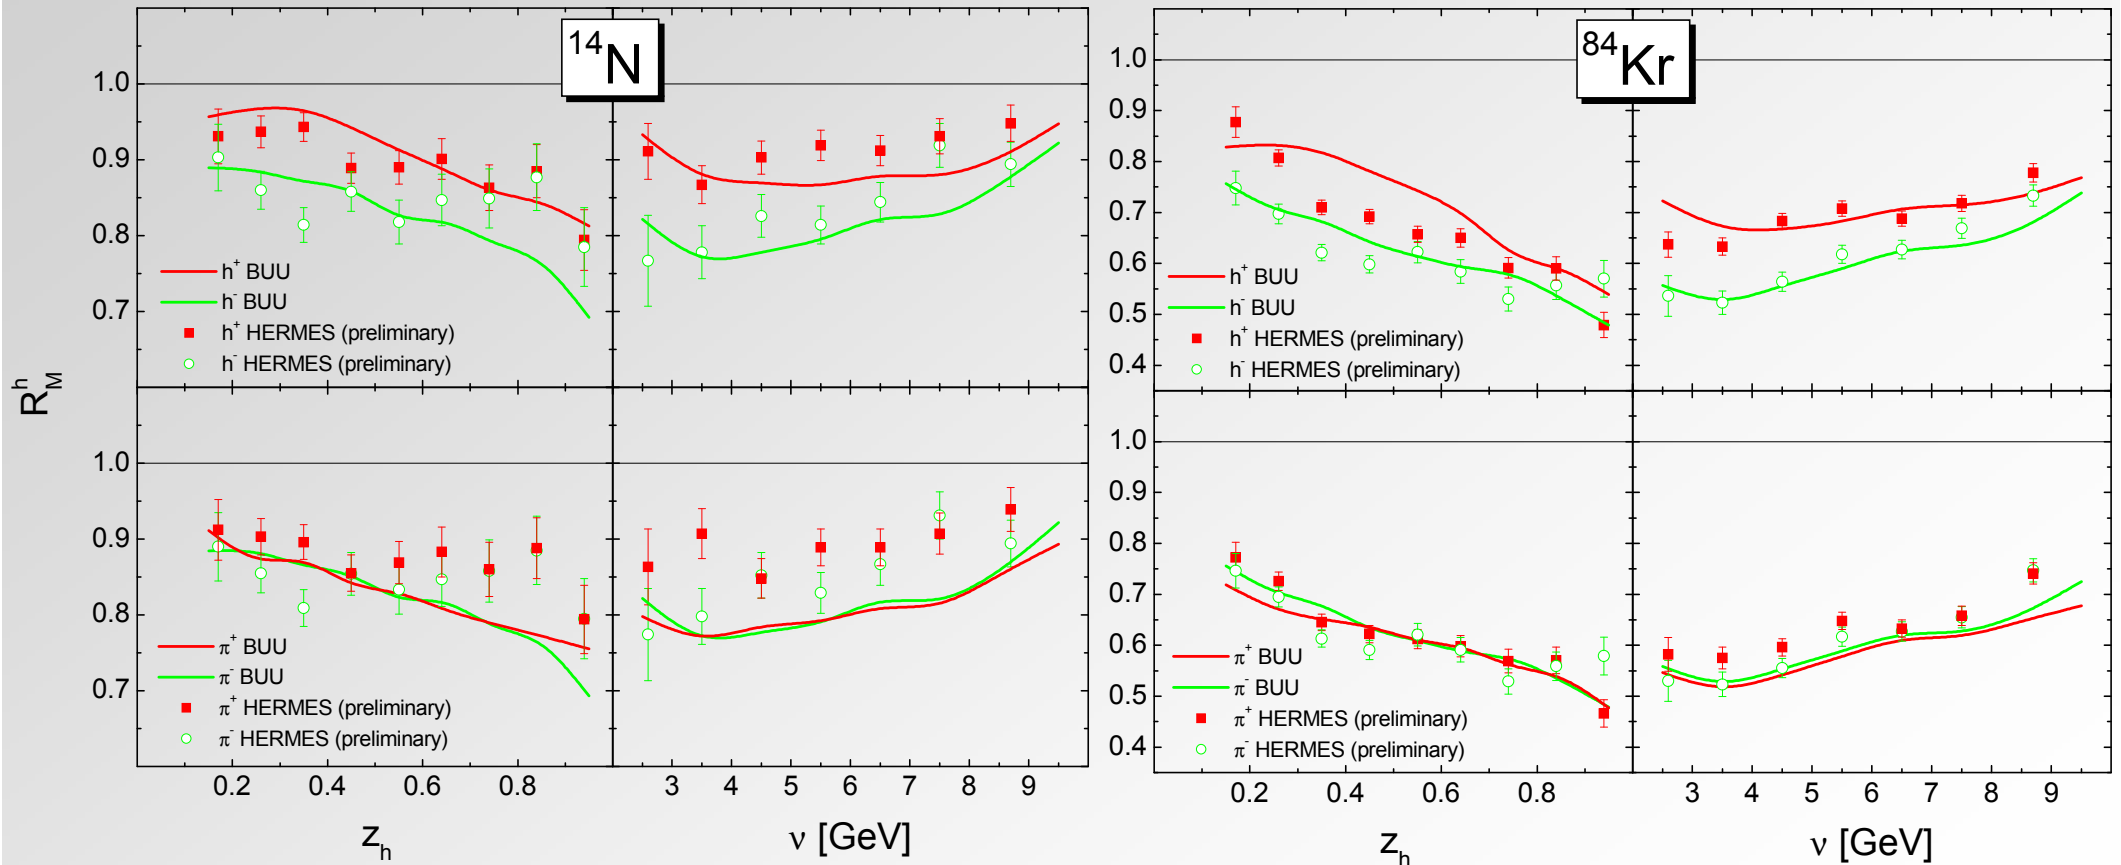 ¹⁴N
⁸⁴Kr
1.0
0.9
0.8
0.7
h⁺ BUU
h⁻ BUU
h⁺ HERMES (preliminary)
h⁻ HERMES (preliminary)
1.0
0.9
0.8
0.7
0.6
0.5
0.4
h⁺ BUU
h⁻ BUU
h⁺ HERMES (preliminary)
h⁻ HERMES (preliminary)
R_M^h
1.0
0.9
0.8
0.7
π⁺ BUU
π⁻ BUU
π⁺ HERMES (preliminary)
π⁻ HERMES (preliminary)
1.0
0.9
0.8
0.7
0.6
0.5
0.4
π⁺ BUU
π⁻ BUU
π⁺ HERMES (preliminary)
π⁻ HERMES (preliminary)
0.2 0.4 0.6 0.8 3 4 5 6 7 8 9
0.2 0.4 0.6 0.8 3 4 5 6 7 8 9
z_h
ν [GeV]
z_h
ν [GeV]